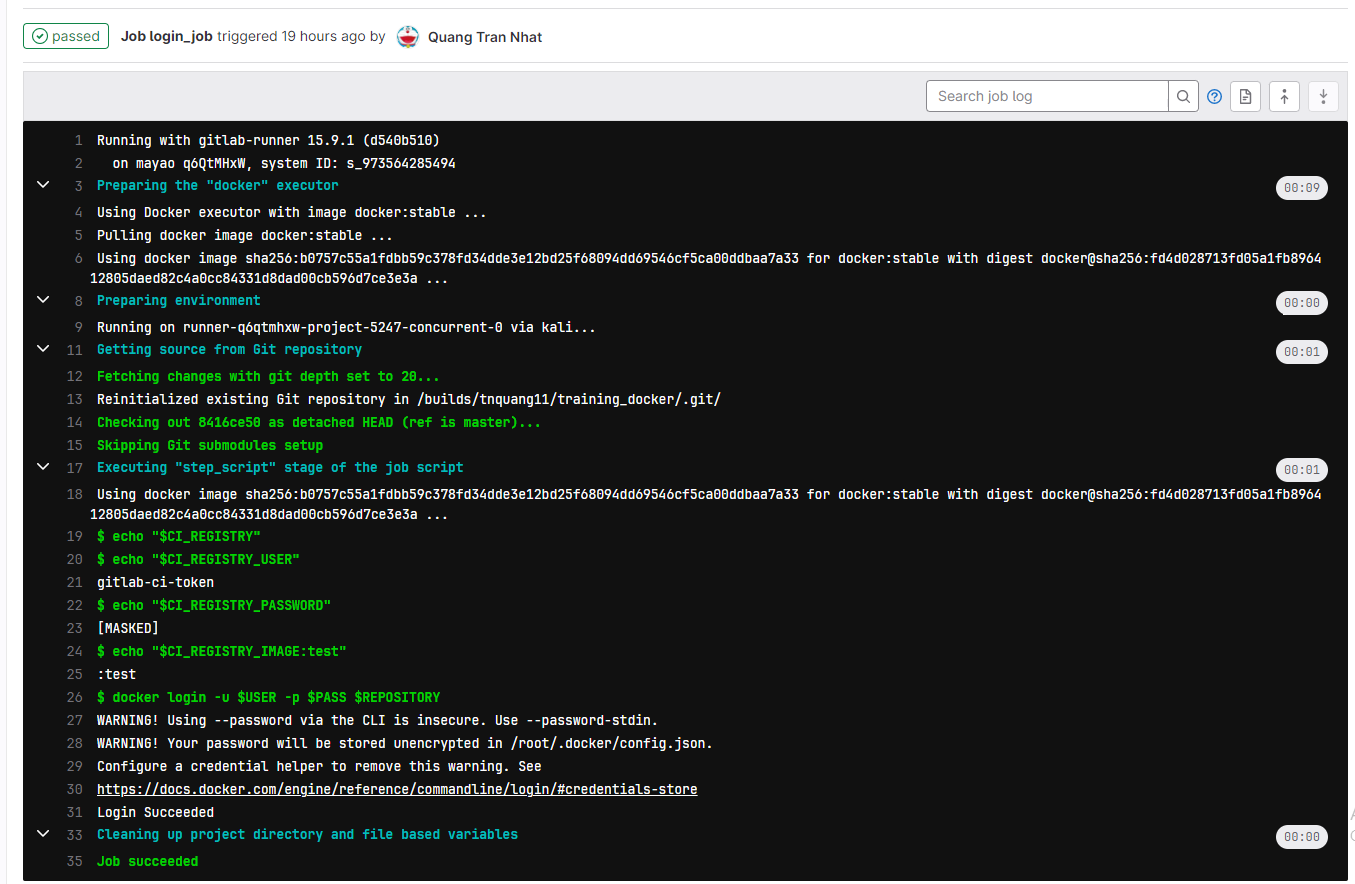 passed Job login_job triggered 19 hours ago by Quang Tran Nhat
Search job log
1 Running with gitlab-runner 15.9.1 (d540b510)
2 on mayao q6QtMHxW, system ID: s_973564285494
3 Preparing the "docker" executor 00:09
4 Using Docker executor with image docker:stable ...
5 Pulling docker image docker:stable ...
6 Using docker image sha256:b0757c55a1fdbb59c378fd34dde3e12bd25f68094dd69546cf5ca00ddbaa7a33 for docker:stable with digest docker@sha256:fd4d028713fd05a1fb8964
12805daed82c4a0cc84331d8dad00cb596d7ce3e3a ...
8 Preparing environment 00:00
9 Running on runner-q6qtmhxw-project-5247-concurrent-0 via kali...
11 Getting source from Git repository 00:01
12 Fetching changes with git depth set to 20...
13 Reinitialized existing Git repository in /builds/tnquang11/training_docker/.git/
14 Checking out 8416ce50 as detached HEAD (ref is master)...
15 Skipping Git submodules setup
17 Executing "step_script" stage of the job script 00:01
18 Using docker image sha256:b0757c55a1fdbb59c378fd34dde3e12bd25f68094dd69546cf5ca00ddbaa7a33 for docker:stable with digest docker@sha256:fd4d028713fd05a1fb8964
12805daed82c4a0cc84331d8dad00cb596d7ce3e3a ...
19 $ echo "$CI_REGISTRY"
20 $ echo "$CI_REGISTRY_USER"
21 gitlab-ci-token
22 $ echo "$CI_REGISTRY_PASSWORD"
23 [MASKED]
24 $ echo "$CI_REGISTRY_IMAGE:test"
25 :test
26 $ docker login -u $USER -p $PASS $REPOSITORY
27 WARNING! Using --password via the CLI is insecure. Use --password-stdin.
28 WARNING! Your password will be stored unencrypted in /root/.docker/config.json.
29 Configure a credential helper to remove this warning. See
30 https://docs.docker.com/engine/reference/commandline/login/#credentials-store
31 Login Succeeded
33 Cleaning up project directory and file based variables 00:00
35 Job succeeded